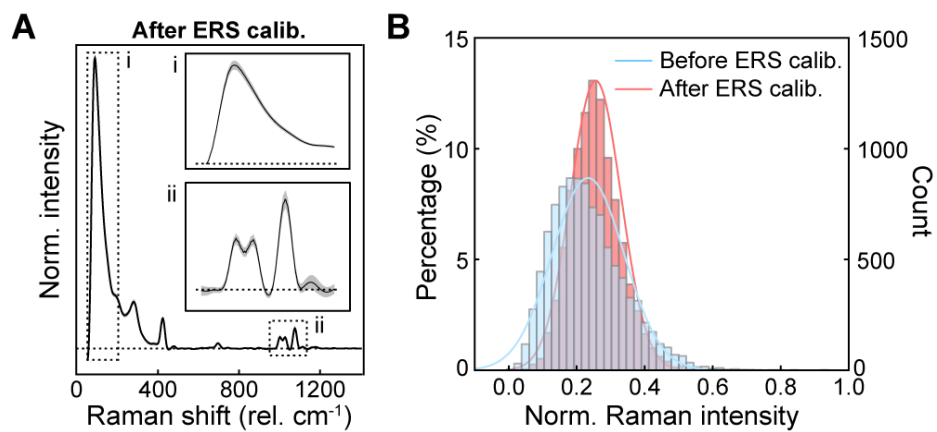 A
After ERS calib.
Norm. intensity
i
i
ii
ii
0
400
800
1200
Raman shift (rel. cm⁻¹)
B
Before ERS calib.
After ERS calib.
Percentage (%)
15
10
5
0
1500
1000
500
0
Count
0.0
0.2
0.4
0.6
0.8
1.0
Norm. Raman intensity